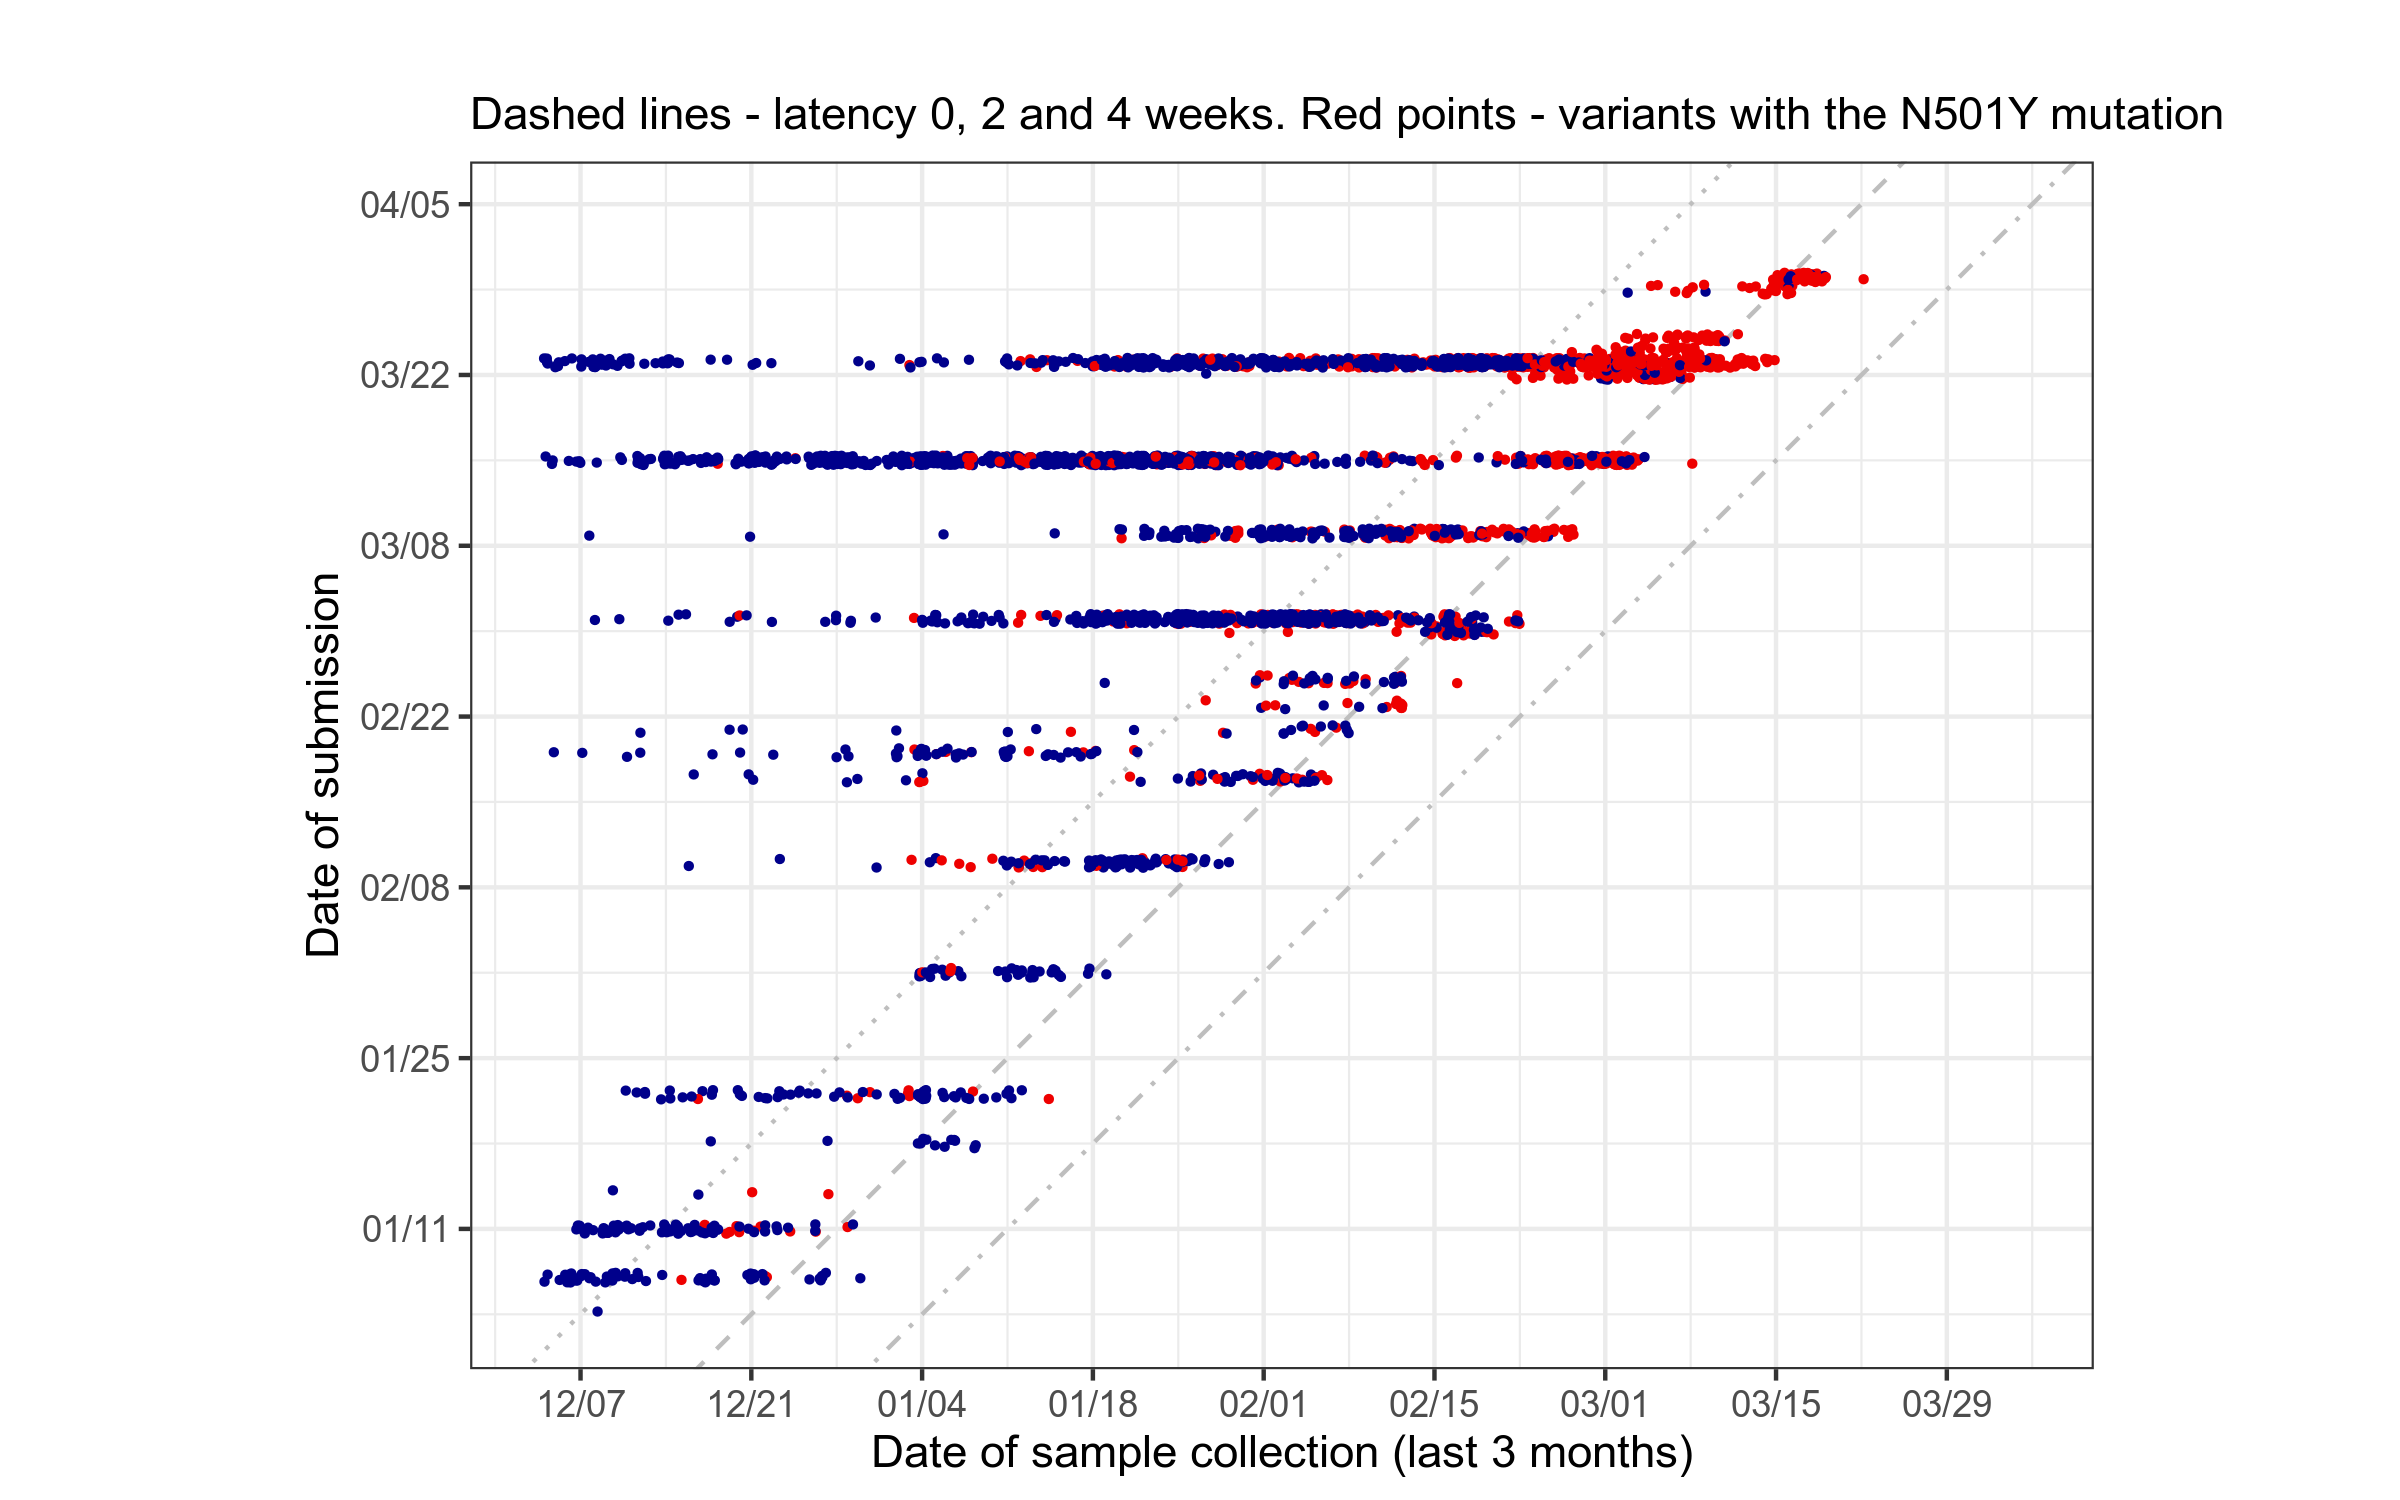 Dashed lines - latency 0, 2 and 4 weeks. Red points - variants with the N501Y mutation
Date of submission
04/05
03/22
03/08
02/22
02/08
01/25
01/11
12/07 12/21 01/04 01/18 02/01 02/15 03/01 03/15 03/29
Date of sample collection (last 3 months)